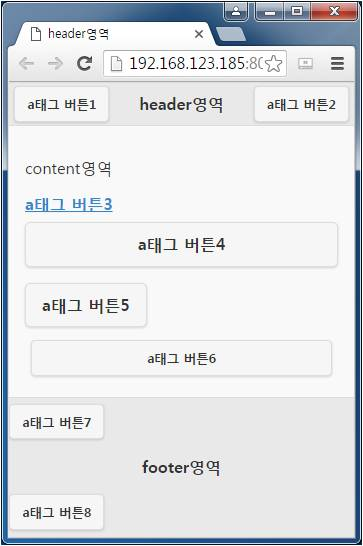 header영역
192.168.123.185:80
a태그 버튼1 header영역 a태그 버튼2
content영역
a태그 버튼3
a태그 버튼4
a태그 버튼5
a태그 버튼6
a태그 버튼7
footer영역
a태그 버튼8